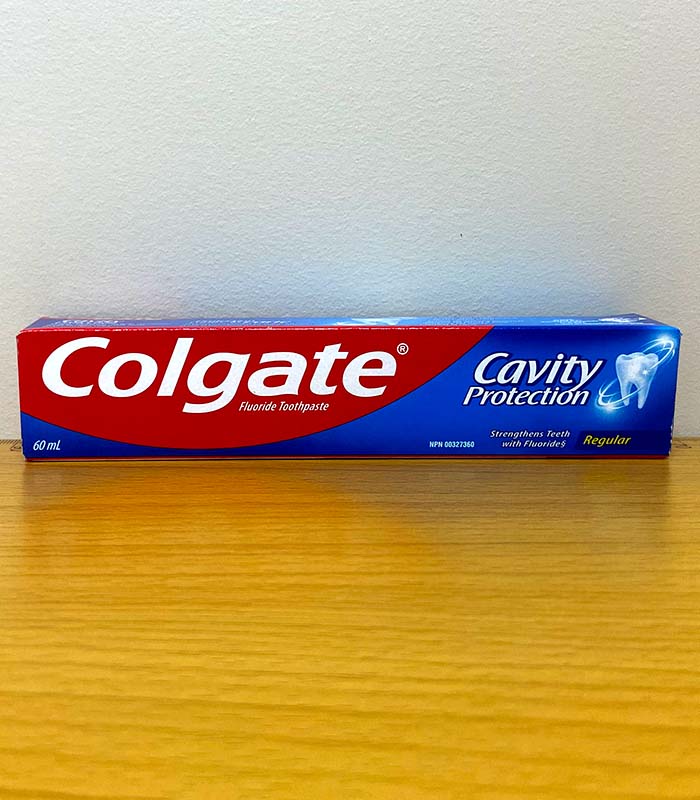 Colgate®
Fluoride Toothpaste
60 mL
NPN 00327360
Cavity
Protection
Strengthens Teeth
with Fluoride§
Regular